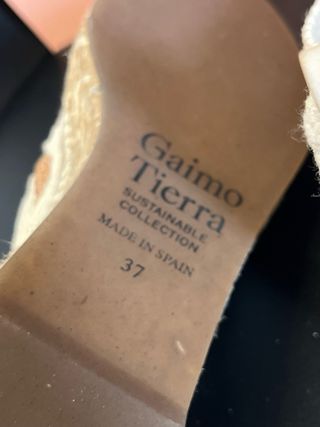 Gaimo
Tierra
SUSTAINABLE
COLLECTION
MADE IN SPAIN
37